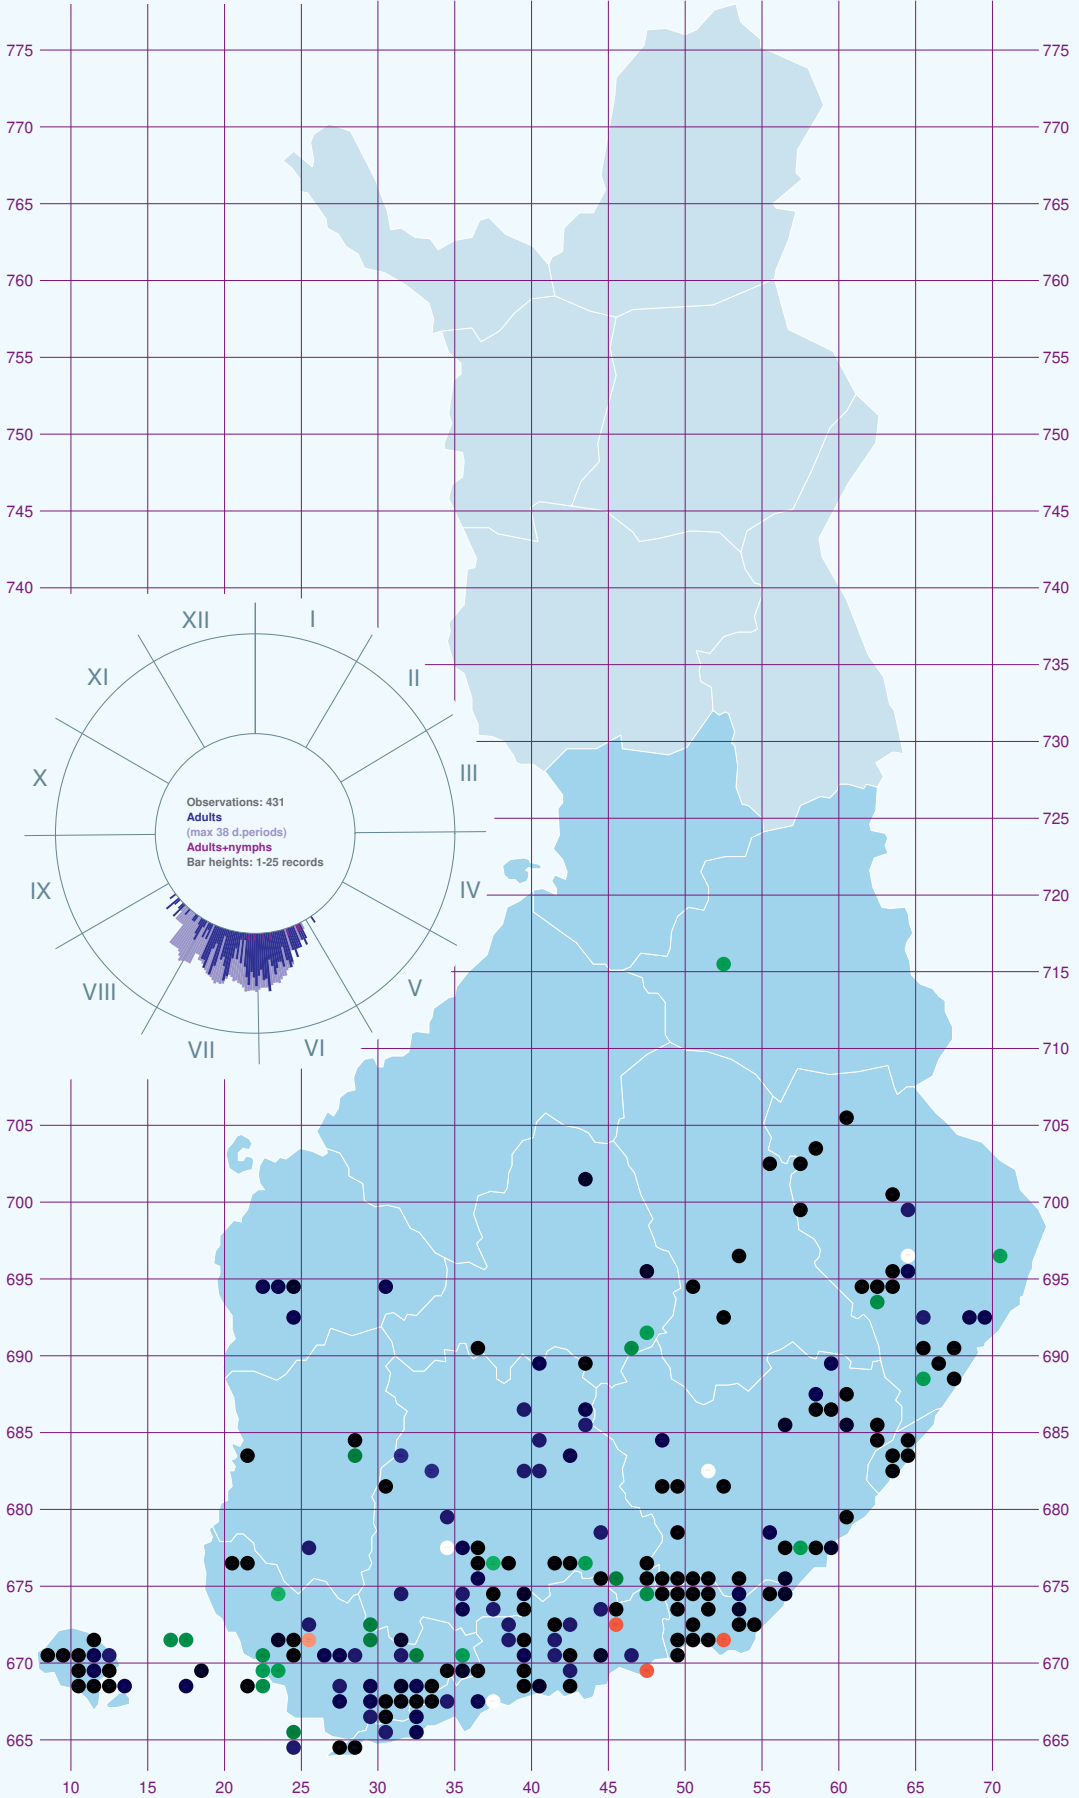 775 775
770 770
765 765
760 760
755 755
750 750
745 745
740 740
XII I
XI II
735
730 730
X III
Observations: 431
Adults
(max 38 d.periods)
Adults+nymphs
Bar heights: 1-25 records
725 725
IX IV
720
VIII V
715
VII VI
710
705 705
700 700
695 695
690 690
685 685
680 680
675 675
670 670
665 665
10 15 20 25 30 35 40 45 50 55 60 65 70